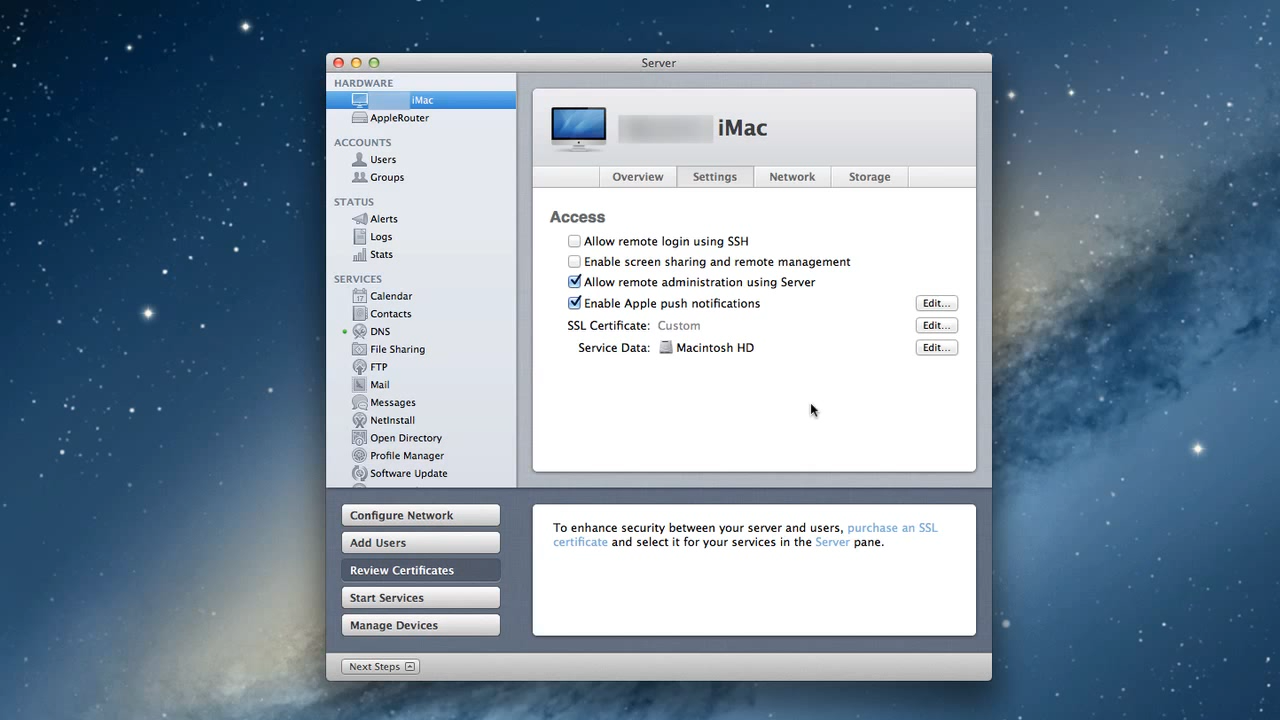 Server
HARDWARE
iMac
AppleRouter
ACCOUNTS
Users
Groups
STATUS
Alerts
Logs
Stats
SERVICES
Calendar
Contacts
DNS
File Sharing
FTP
Mail
Messages
NetInstall
Open Directory
Profile Manager
Software Update
iMac
Overview Settings Network Storage
Access
Allow remote login using SSH
Enable screen sharing and remote management
Allow remote administration using Server
Enable Apple push notifications Edit...
SSL Certificate: Custom Edit...
Service Data: Macintosh HD Edit...
Configure Network
Add Users
Review Certificates
Start Services
Manage Devices
To enhance security between your server and users, purchase an SSL
certificate and select it for your services in the Server pane.
Next Steps